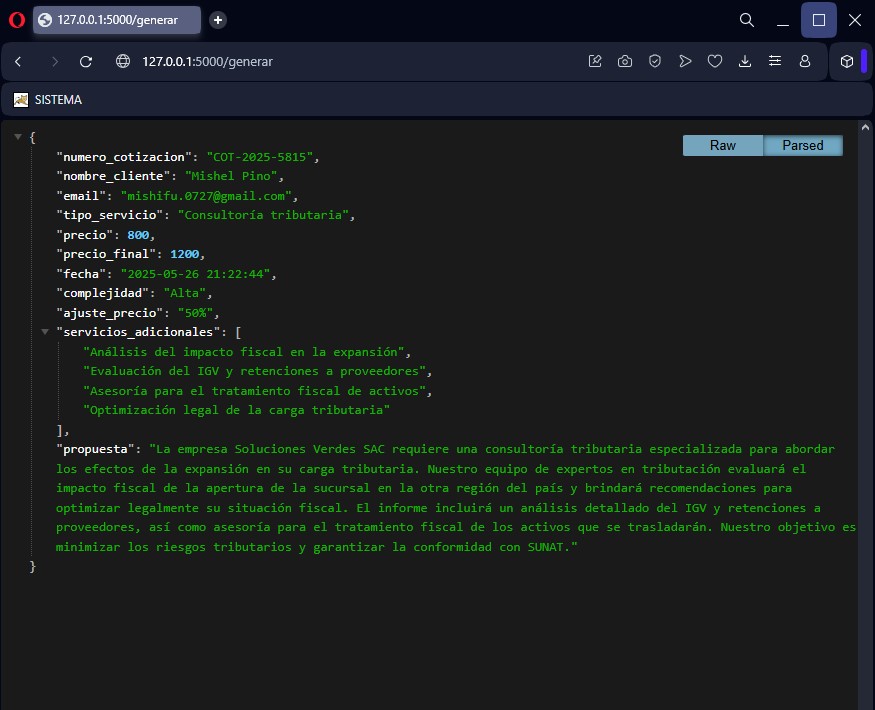 127.0.0.1:5000/generar
127.0.0.1:5000/generar
SISTEMA
Raw Parsed
{
"numero_cotizacion": "COT-2025-5815",
"nombre_cliente": "Mishel Pino",
"email": "mishifu.0727@gmail.com",
"tipo_servicio": "Consultoría tributaria",
"precio": 800,
"precio_final": 1200,
"fecha": "2025-05-26 21:22:44",
"complejidad": "Alta",
"ajuste_precio": "50%",
"servicios_adicionales": [
"Análisis del impacto fiscal en la expansión",
"Evaluación del IGV y retenciones a proveedores",
"Asesoría para el tratamiento fiscal de activos",
"Optimización legal de la carga tributaria"
],
"propuesta": "La empresa Soluciones Verdes SAC requiere una consultoría tributaria especializada para abordar
los efectos de la expansión en su carga tributaria. Nuestro equipo de expertos en tributación evaluará el
impacto fiscal de la apertura de la sucursal en la otra región del país y brindará recomendaciones para
optimizar legalmente su situación fiscal. El informe incluirá un análisis detallado del IGV y retenciones a
proveedores, así como asesoría para el tratamiento fiscal de los activos que se trasladarán. Nuestro objetivo es
minimizar los riesgos tributarios y garantizar la conformidad con SUNAT."
}